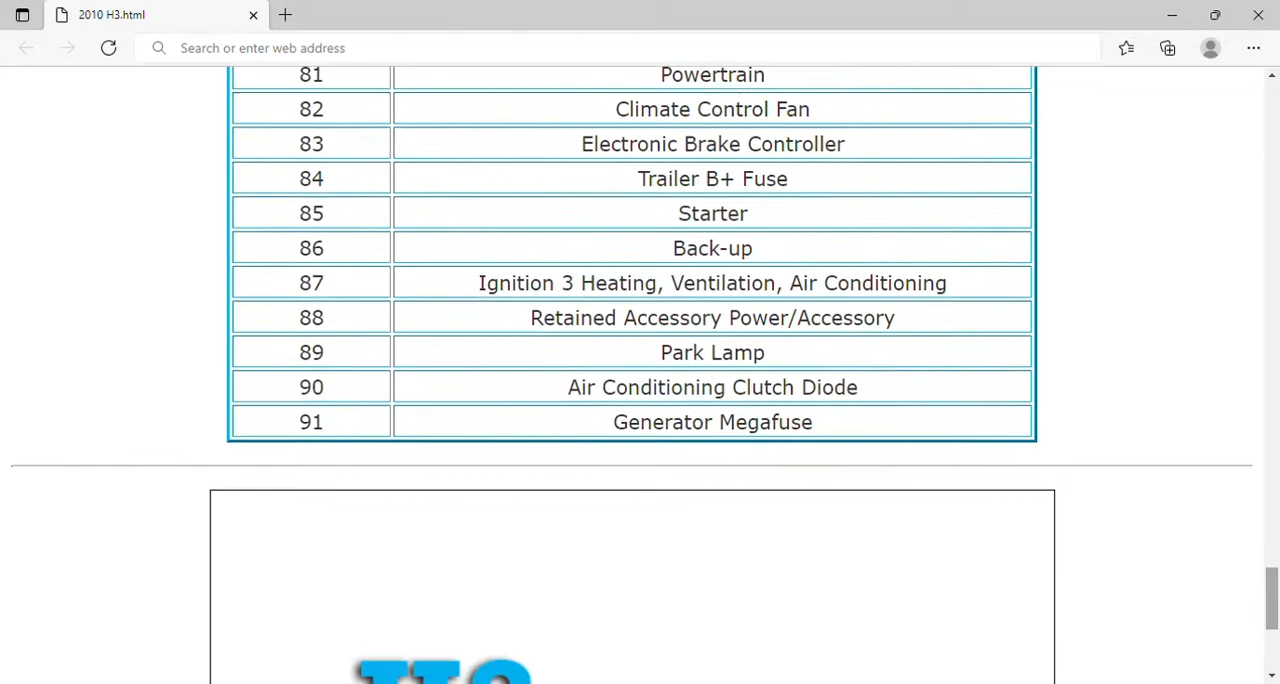 2010 H3.html
Search or enter web address
81 Powertrain
82 Climate Control Fan
83 Electronic Brake Controller
84 Trailer B+ Fuse
85 Starter
86 Back-up
87 Ignition 3 Heating, Ventilation, Air Conditioning
88 Retained Accessory Power/Accessory
89 Park Lamp
90 Air Conditioning Clutch Diode
91 Generator Megafuse
H3